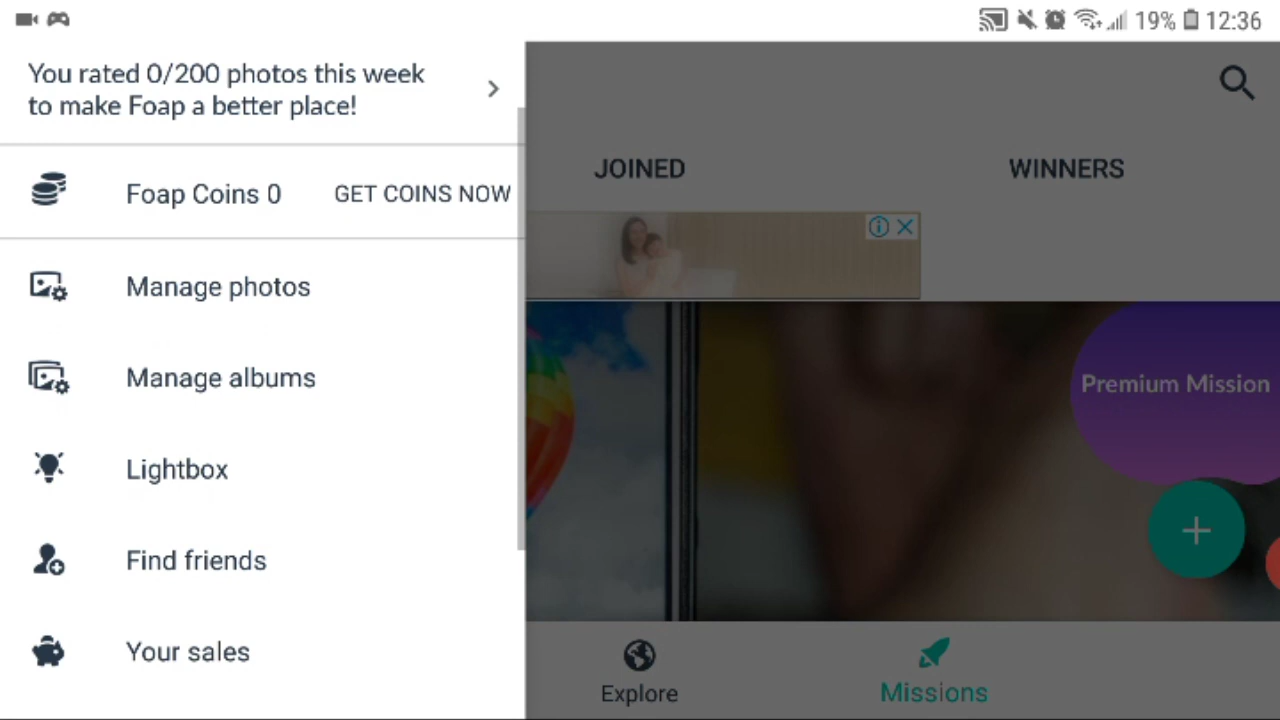 19% 12:36
You rated 0/200 photos this week
to make Foap a better place!
Foap Coins 0 GET COINS NOW
Manage photos
Manage albums
Lightbox
Find friends
Your sales
JOINED WINNERS
Premium Mission
Explore Missions